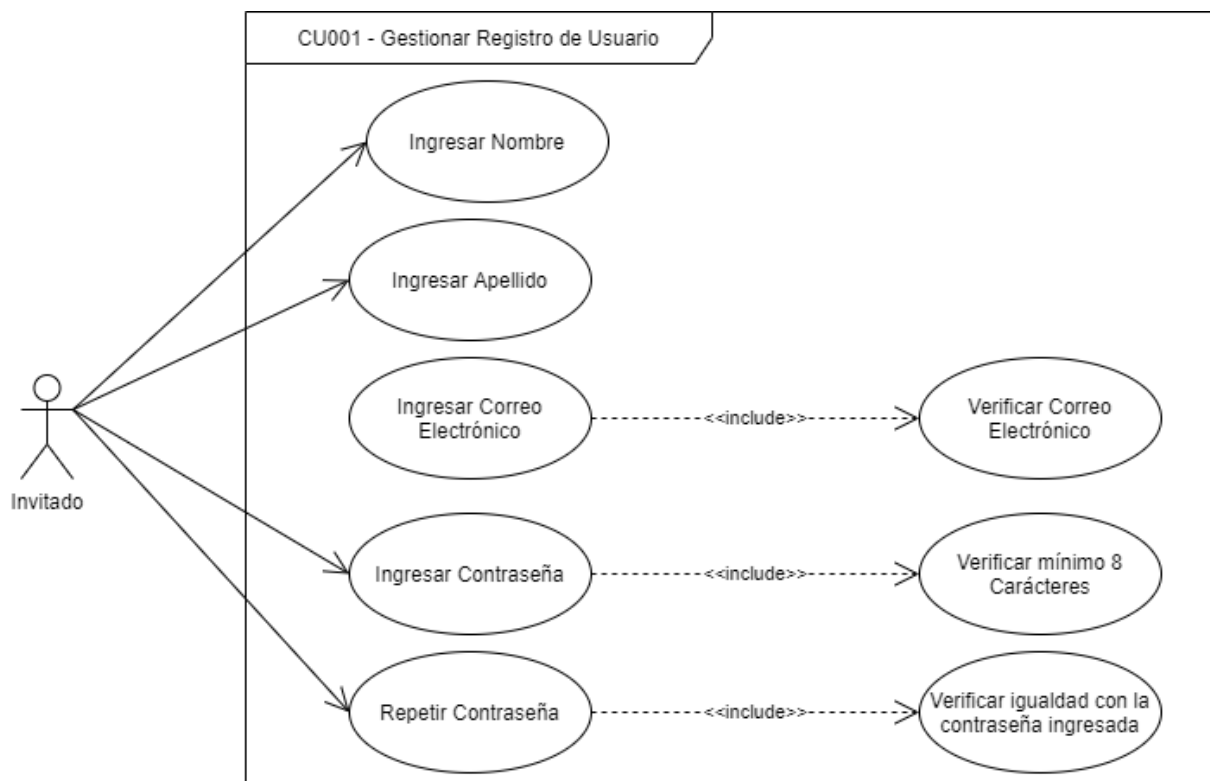 CU001 - Gestionar Registro de Usuario
Ingresar Nombre
Ingresar Apellido
Ingresar Correo
Electrónico
<<include>>
Verificar Correo
Electrónico
Invitado
Ingresar Contraseña
<<include>>
Verificar mínimo 8
Carácteres
Repetir Contraseña
<<include>>
Verificar igualdad con la
contraseña ingresada